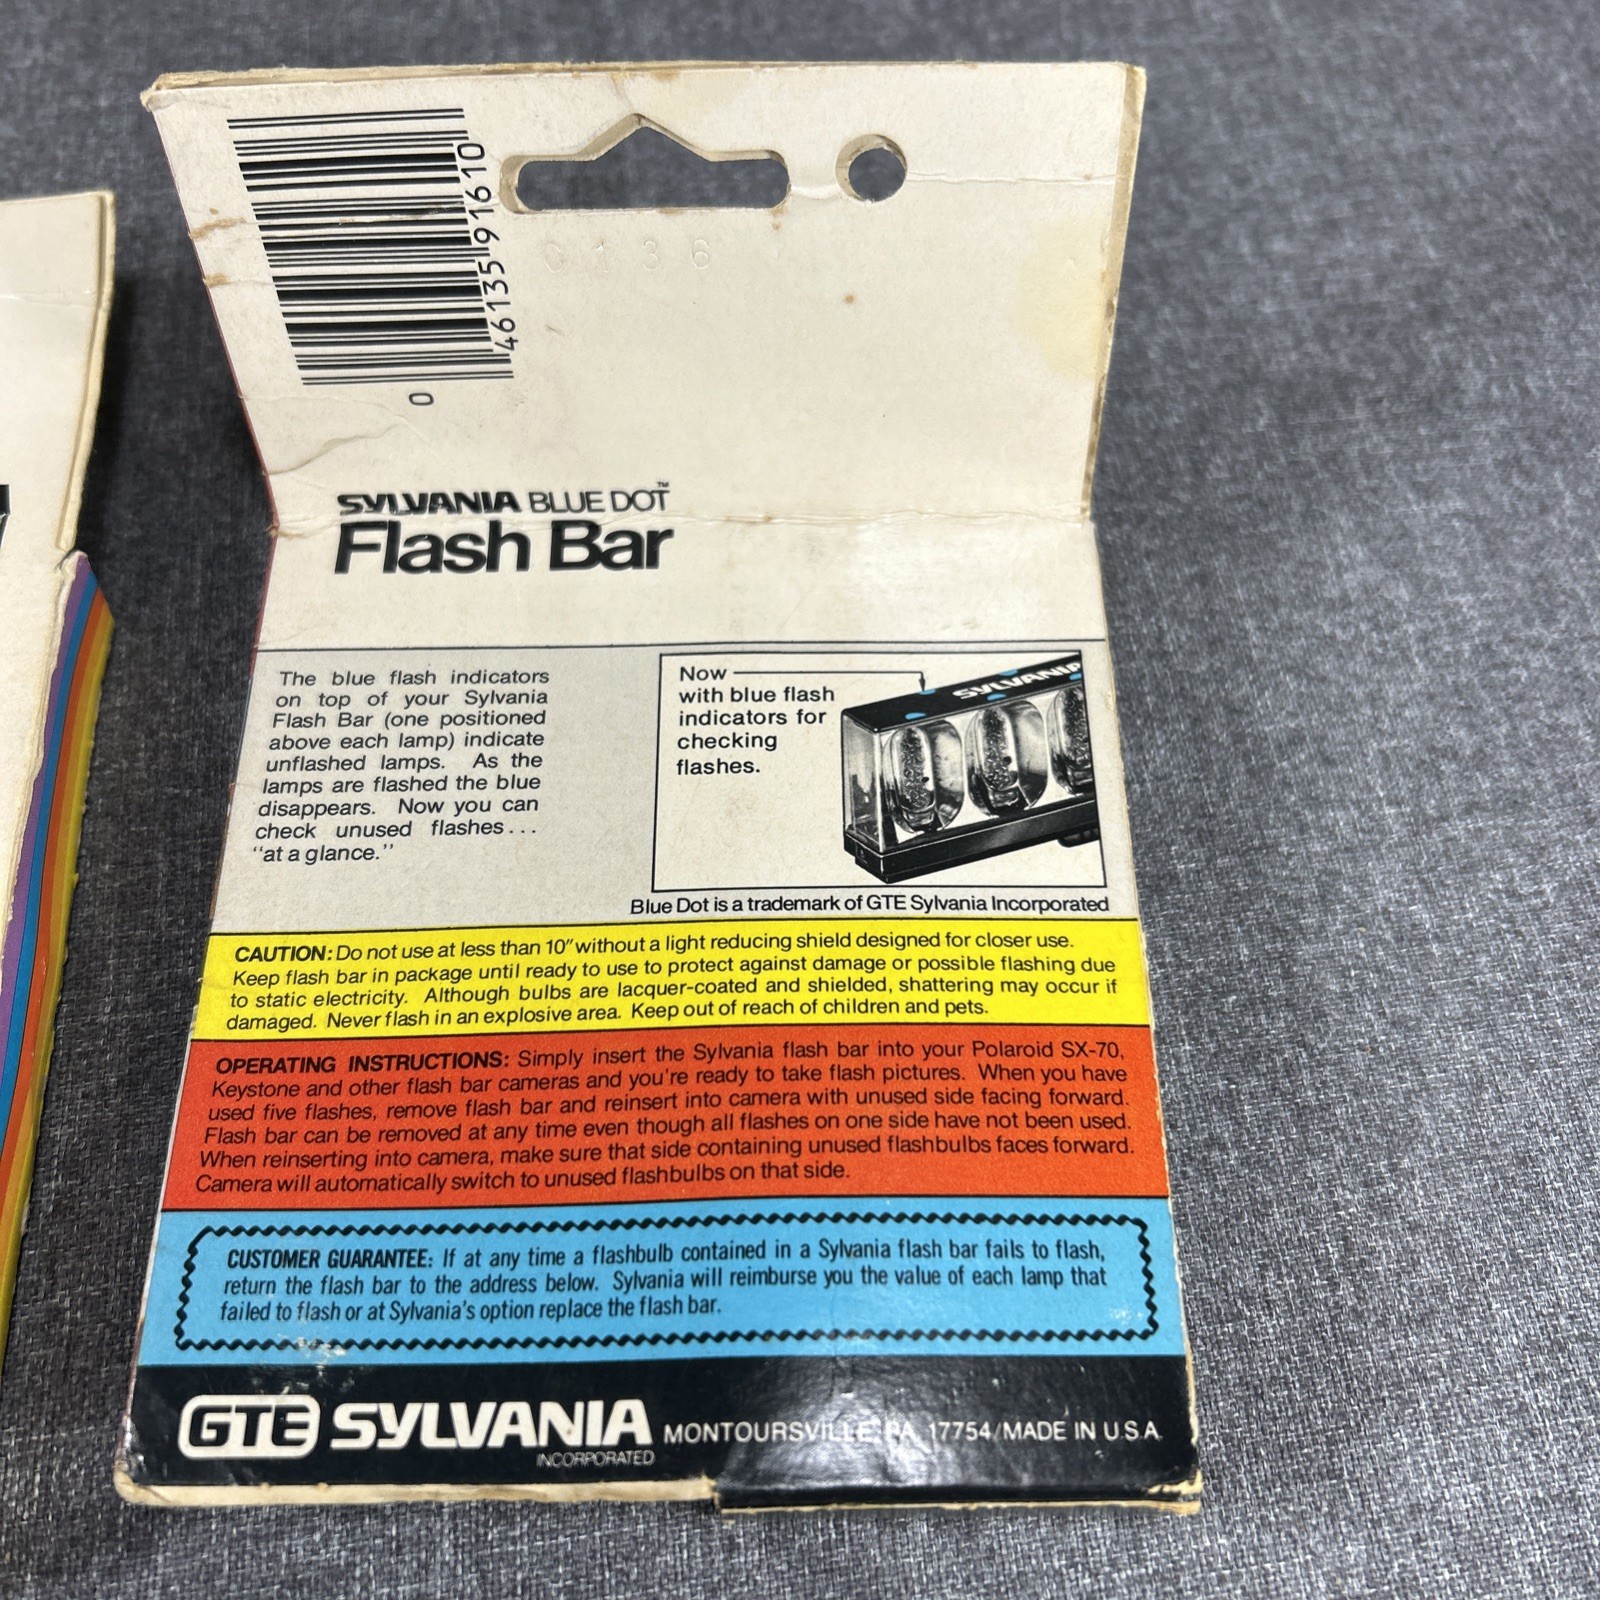 0 46135 91610
0136
SYLVANIA BLUE DOT™
Flash Bar
The blue flash indicators
on top of your Sylvania
Flash Bar (one positioned
above each lamp) indicate
unflashed lamps. As the
lamps are flashed the blue
disappears. Now you can
check unused flashes...
"at a glance."
Now
with blue flash
indicators for
checking
flashes.
SYLVANIA
Blue Dot is a trademark of GTE Sylvania Incorporated
CAUTION: Do not use at less than 10" without a light reducing shield designed for closer use.
Keep flash bar in package until ready to use to protect against damage or possible flashing due
to static electricity. Although bulbs are lacquer-coated and shielded, shattering may occur if
damaged. Never flash in an explosive area. Keep out of reach of children and pets.
OPERATING INSTRUCTIONS: Simply insert the Sylvania flash bar into your Polaroid SX-70,
Keystone and other flash bar cameras and you're ready to take flash pictures. When you have
used five flashes, remove flash bar and reinsert into camera with unused side facing forward.
Flash bar can be removed at any time even though all flashes on one side have not been used.
When reinserting into camera, make sure that side containing unused flashbulbs faces forward.
Camera will automatically switch to unused flashbulbs on that side.
CUSTOMER GUARANTEE: If at any time a flashbulb contained in a Sylvania flash bar fails to flash,
return the flash bar to the address below. Sylvania will reimburse you the value of each lamp that
failed to flash or at Sylvania's option replace the flash bar.
GTE SYLVANIA MONTOURSVILLE, PA. 17754/MADE IN U.S.A.
INCORPORATED